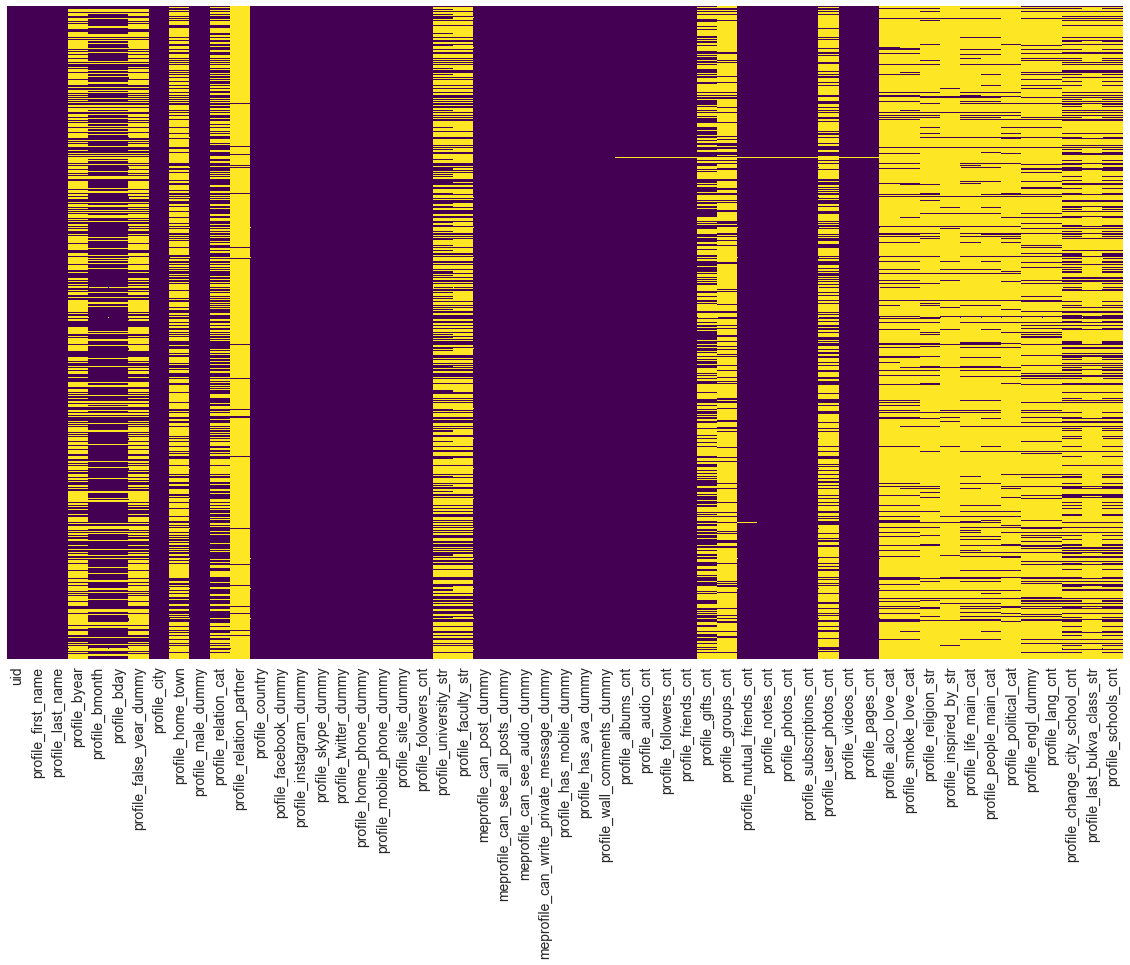 uid
profile_first_name
profile_last_name
profile_byear
profile_bmonth
profile_bday
profile_false_year_dummy
profile_city
profile_home_town
profile_male_dummy
profile_relation_cat
profile_relation_partner
profile_country
pofile_facebook_dummy
profile_instagram_dummy
profile_skype_dummy
profile_twitter_dummy
profile_home_phone_dummy
profile_mobile_phone_dummy
profile_site_dummy
profile_folowers_cnt
profile_university_str
profile_faculty_str
meprofile_can_post_dummy
meprofile_can_see_all_posts_dummy
meprofile_can_see_audio_dummy
meprofile_can_write_private_message_dummy
profile_has_mobile_dummy
profile_has_ava_dummy
profile_wall_comments_dummy
profile_albums_cnt
profile_audio_cnt
profile_followers_cnt
profile_friends_cnt
profile_gifts_cnt
profile_groups_cnt
profile_mutual_friends_cnt
profile_notes_cnt
profile_photos_cnt
profile_subscriptions_cnt
profile_user_photos_cnt
profile_videos_cnt
profile_pages_cnt
profile_alco_love_cat
profile_smoke_love_cat
profile_religion_str
profile_inspired_by_str
profile_life_main_cat
profile_people_main_cat
profile_political_cat
profile_engl_dummy
profile_lang_cnt
profile_change_city_school_cnt
profile_last_bukva_class_str
profile_schools_cnt